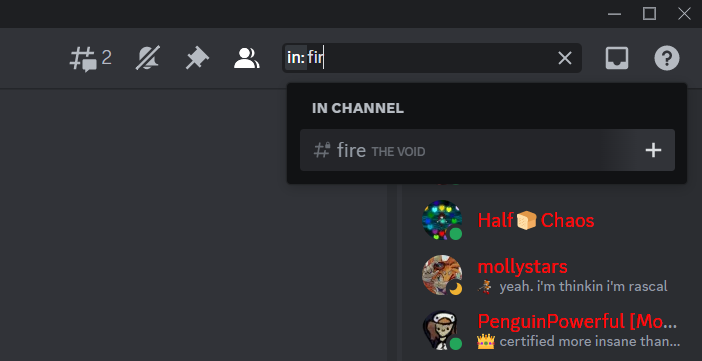 2
in: fir
IN CHANNEL
fire THE VOID
Half🍞Chaos
mollystars
yeah. i'm thinkin i'm rascal
PenguinPowerful [Mo...
certified more insane than...